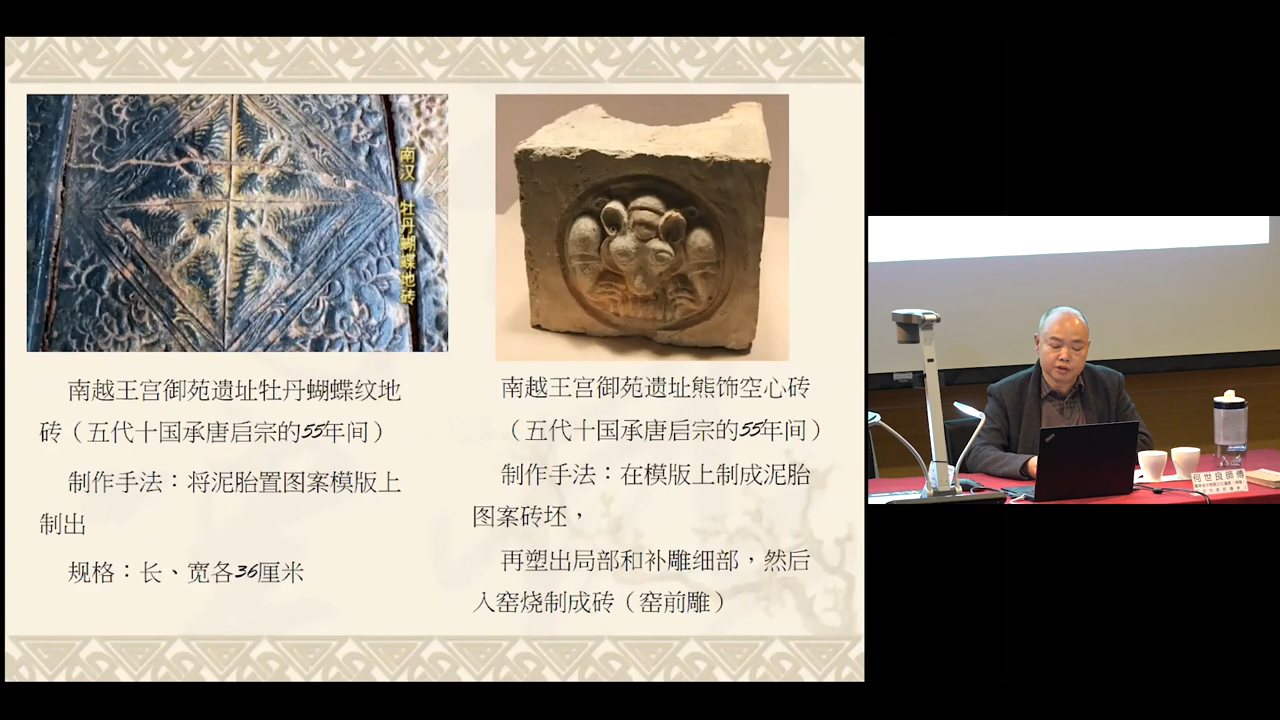 南汉 牡丹蝴蝶地砖
南越王宫御苑遗址牡丹蝴蝶纹地
砖（五代十国承唐启宗的55年间）
制作手法：将泥胎置图案模版上
制出
规格：长、宽各36厘米
南越王宫御苑遗址熊饰空心砖
（五代十国承唐启宗的55年间）
制作手法：在模版上制成泥胎
图案砖坯，
再塑出局部和补雕细部，然后
入窑烧制成砖（窑前雕）
何世良師傅